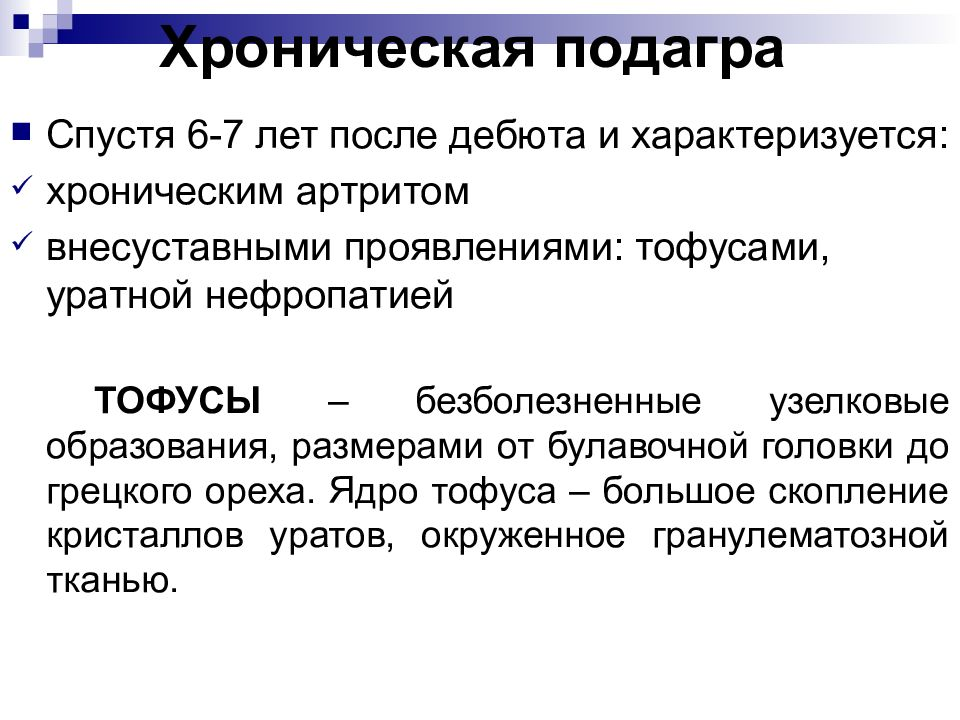 Хроническая подагра
Спустя 6-7 лет после дебюта и характеризуется:
хроническим артритом
внесуставными проявлениями: тофусами,
уратной нефропатией
ТОФУСЫ – безболезненные узелковые
образования, размерами от булавочной головки до
грецкого ореха. Ядро тофуса – большое скопление
кристаллов уратов, окруженное гранулематозной
тканью.